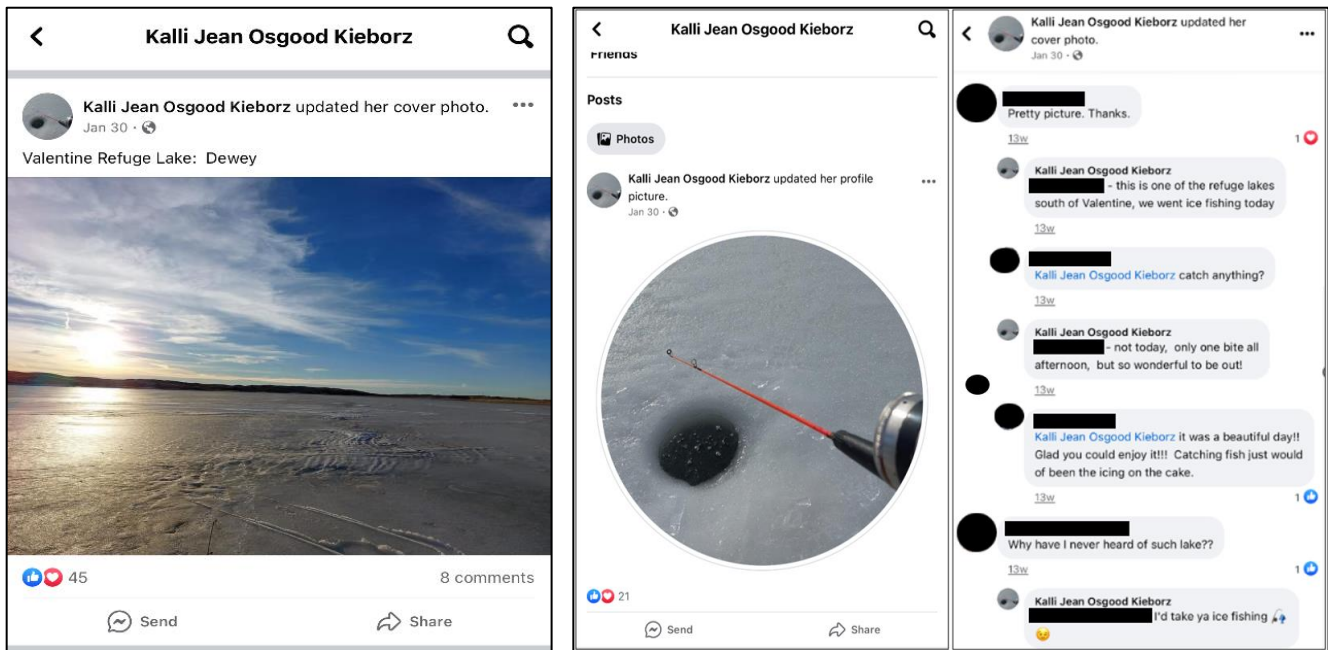 Kalli Jean Osgood Kieborz
Kalli Jean Osgood Kieborz updated her cover photo.
Jan 30 ·
Valentine Refuge Lake: Dewey
45
8 comments
Send
Share
Kalli Jean Osgood Kieborz
Friends
Posts
Photos
Kalli Jean Osgood Kieborz updated her profile
picture.
Jan 30 ·
21
Send
Share
Kalli Jean Osgood Kieborz updated her
cover photo.
Jan 30 ·
Pretty picture. Thanks.
13w
1
Kalli Jean Osgood Kieborz
- this is one of the refuge lakes
south of Valentine, we went ice fishing today
13w
Kalli Jean Osgood Kieborz catch anything?
13w
Kalli Jean Osgood Kieborz
- not today, only one bite all
afternoon, but so wonderful to be out!
13w
Kalli Jean Osgood Kieborz it was a beautiful day!!
Glad you could enjoy it!!! Catching fish just would
of been the icing on the cake.
13w
1
Why have I never heard of such lake??
13w
1
Kalli Jean Osgood Kieborz
I'd take ya ice fishing 🎣
😉